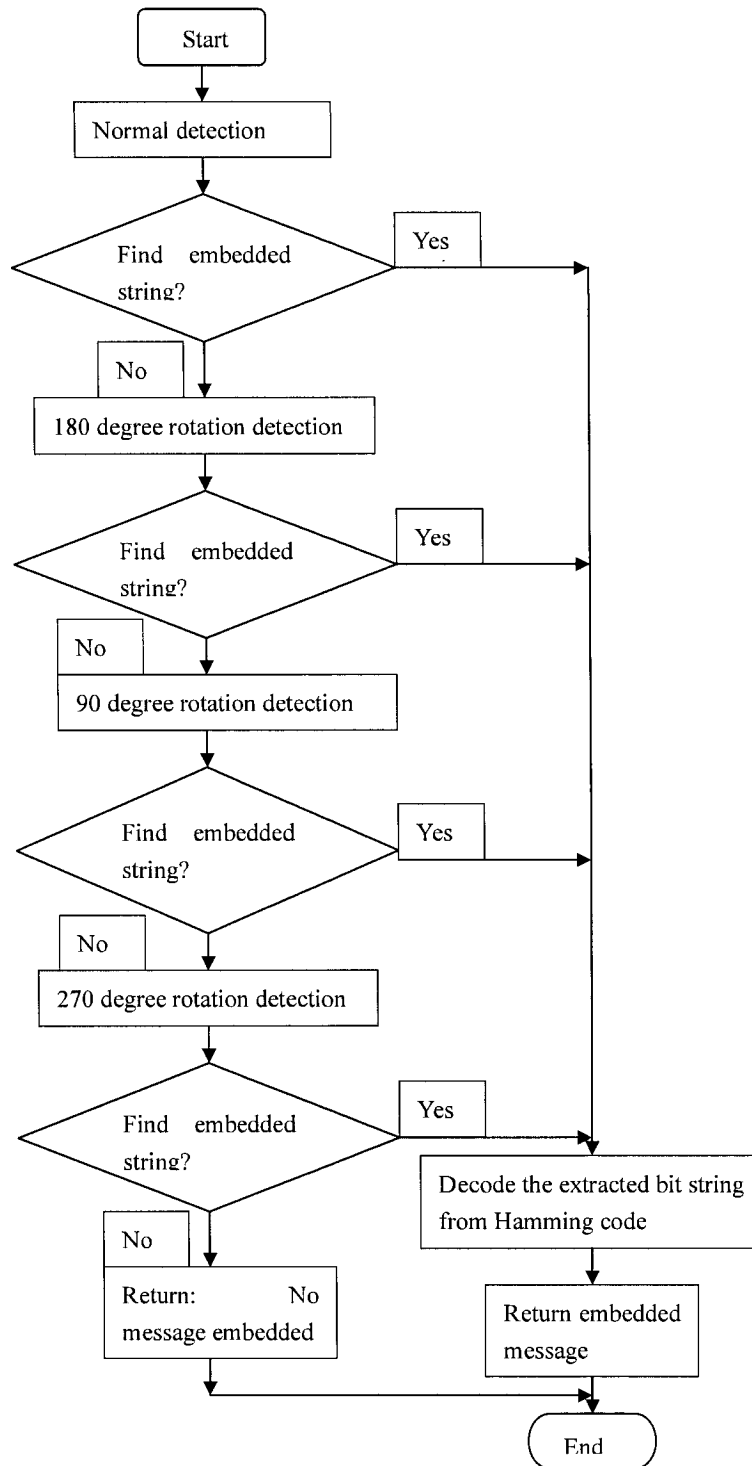 Start
Normal detection
Find embedded
string?
Yes
No
180 degree rotation detection
Find embedded
string?
Yes
No
90 degree rotation detection
Find embedded
string?
Yes
No
270 degree rotation detection
Find embedded
string?
Yes
No
Decode the extracted bit string
from Hamming code
Return: No
message embedded
Return embedded
message
End